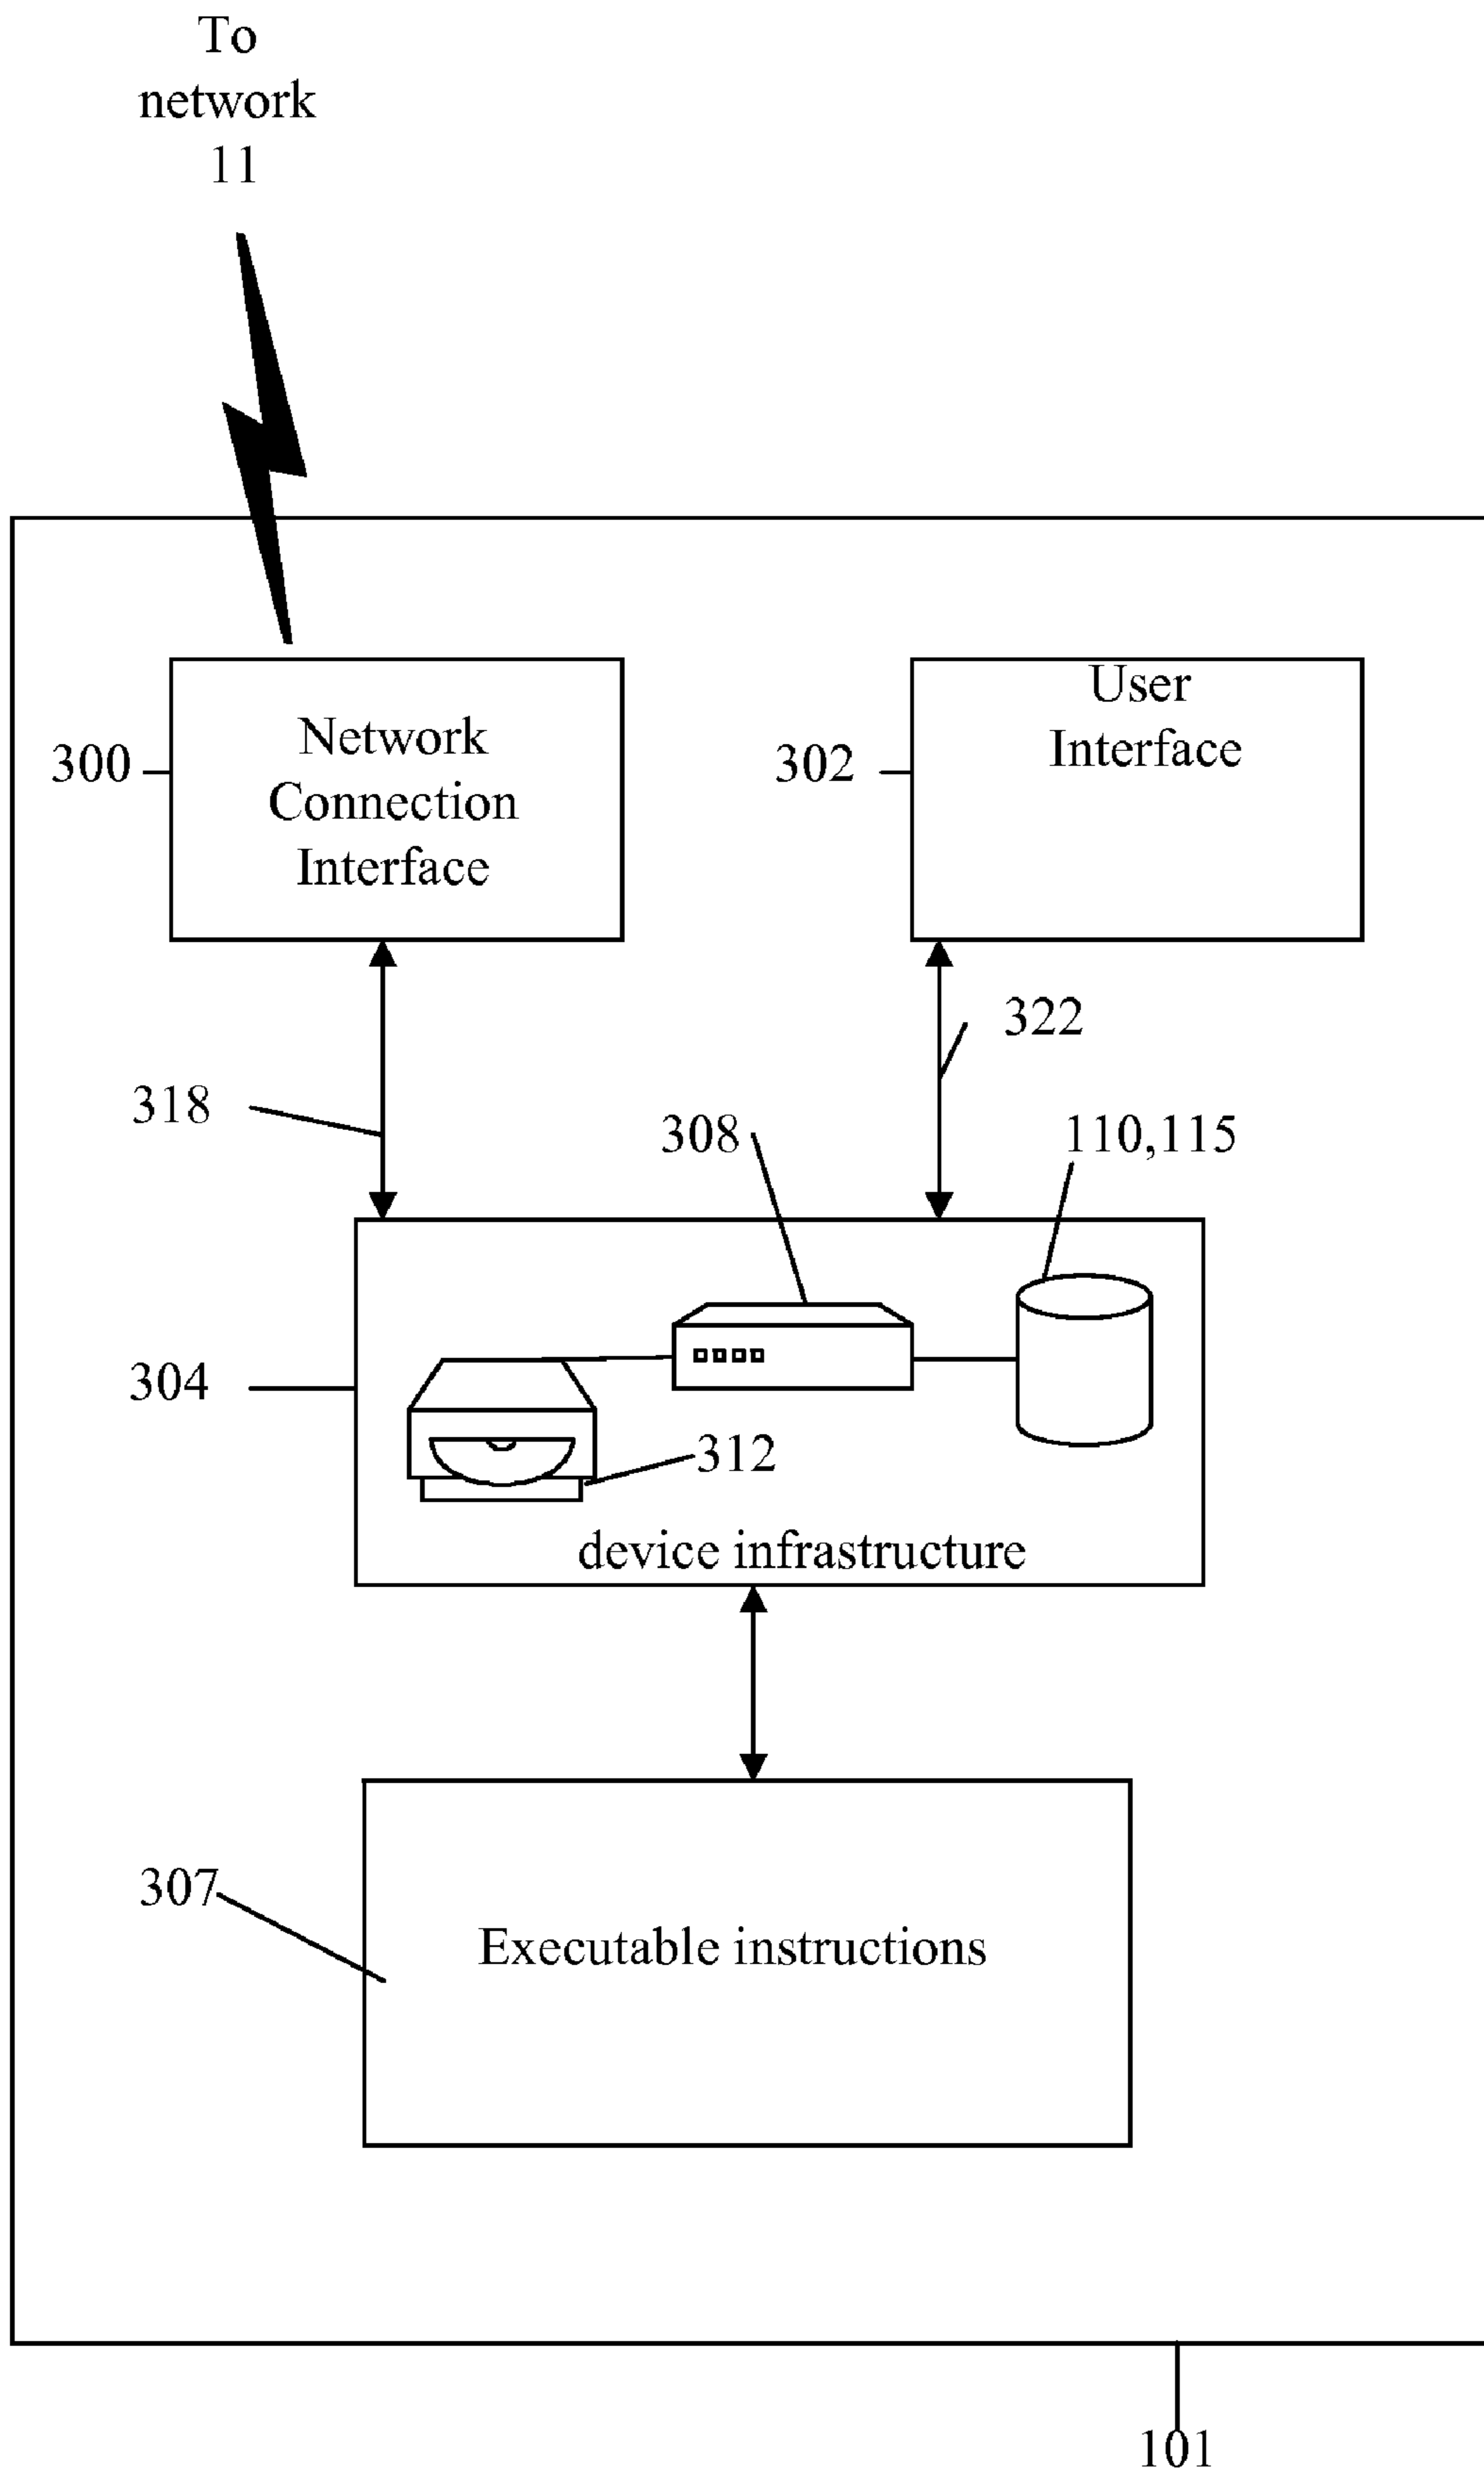 To
network
11
300
Network
Connection
Interface
302
User
Interface
322
318
308
110,115
304
312
device infrastructure
307
Executable instructions
101